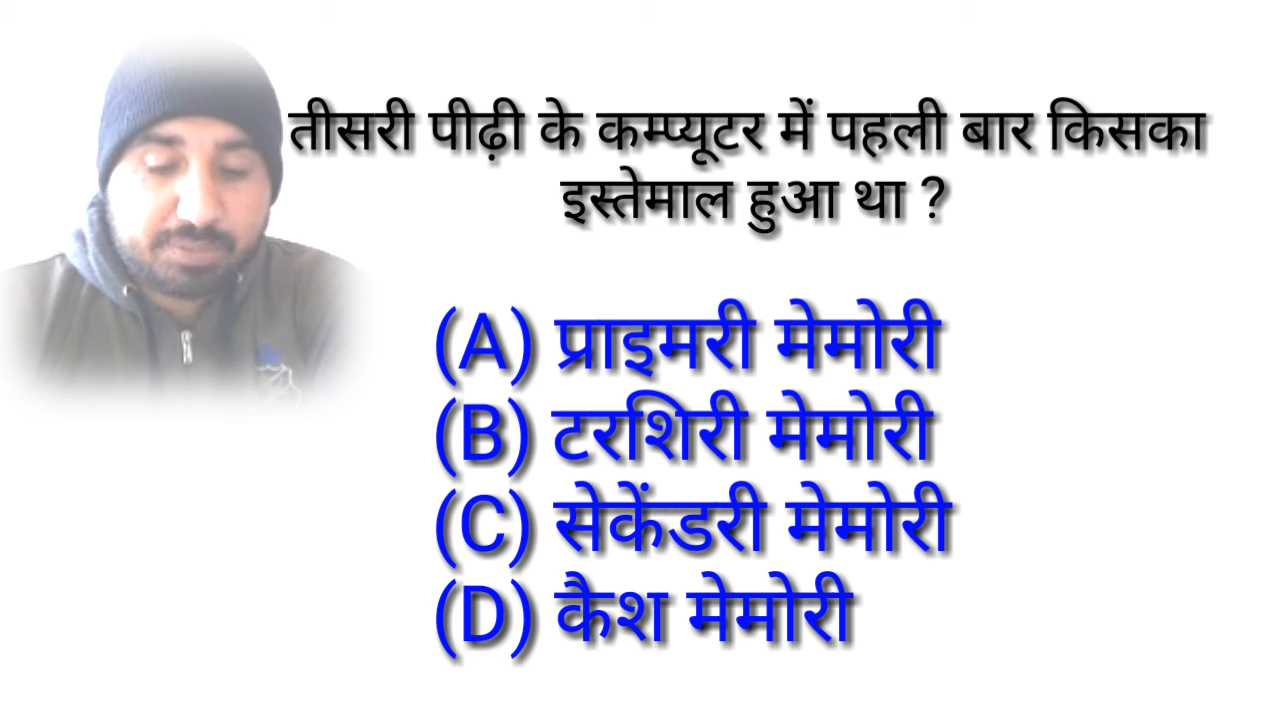 तीसरी पीढ़ी के कम्प्यूटर में पहली बार किसका
इस्तेमाल हुआ था ?
(A) प्राइमरी मेमोरी
(B) टरशिरी मेमोरी
(C) सेकेंडरी मेमोरी
(D) कैश मेमोरी